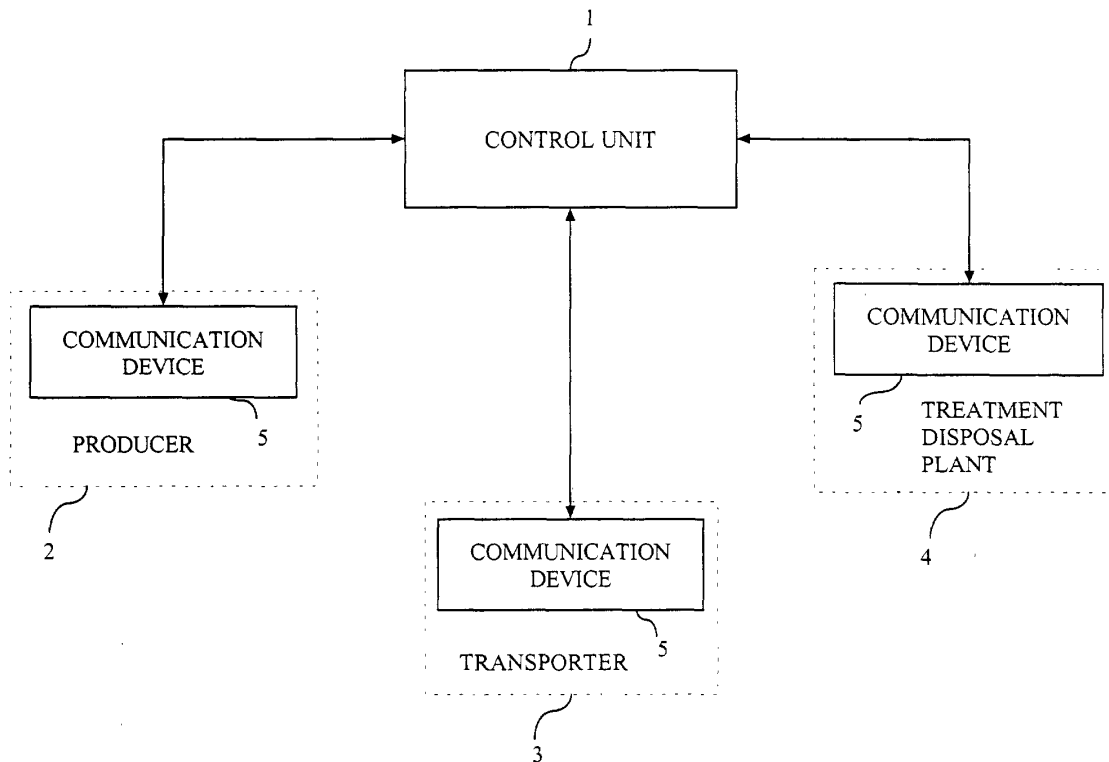 1
CONTROL UNIT
COMMUNICATION
DEVICE
5
PRODUCER
2
COMMUNICATION
DEVICE
5
TRANSPORTER
3
COMMUNICATION
DEVICE
5
TREATMENT
DISPOSAL
PLANT
4